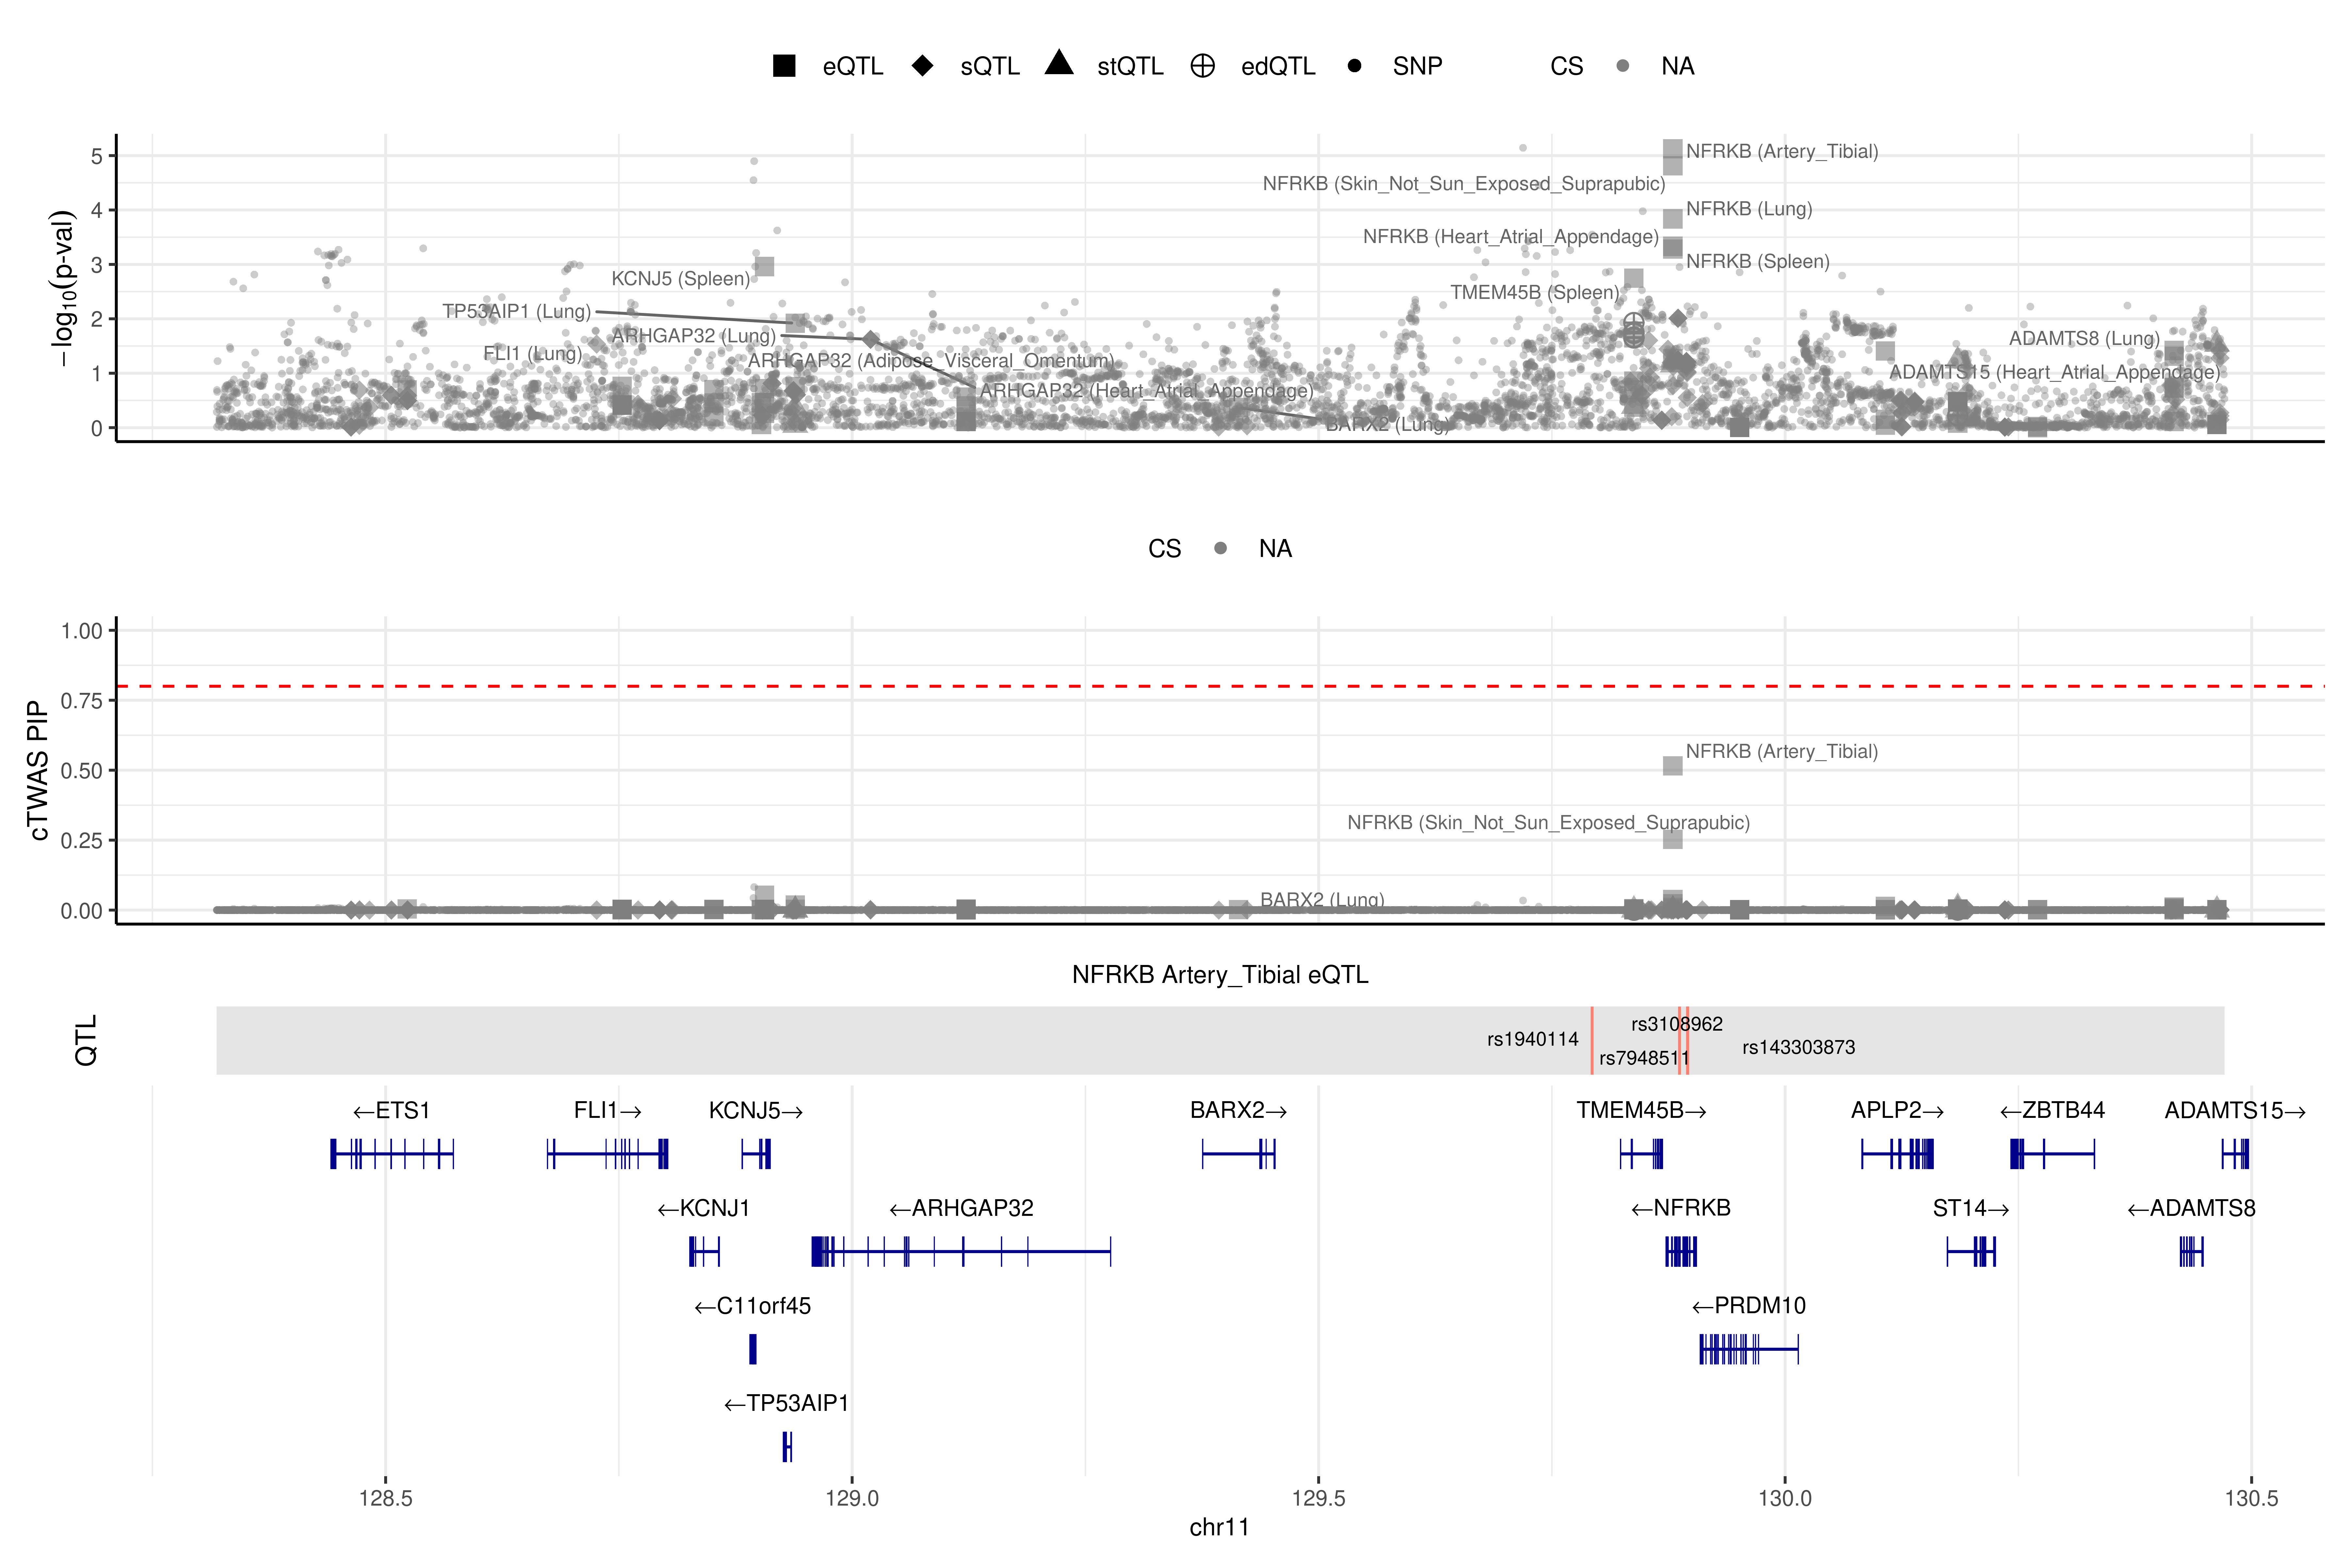 eQTL sQTL stQTL edQTL SNP CS NA
−log10(p-val)
5
4
3
2
1
0
NFRKB (Artery_Tibial)
NFRKB (Skin_Not_Sun_Exposed_Suprapubic)
NFRKB (Lung)
NFRKB (Heart_Atrial_Appendage)
NFRKB (Spleen)
KCNJ5 (Spleen)
TMEM45B (Spleen)
TP53AIP1 (Lung)
ARHGAP32 (Lung)
ADAMTS8 (Lung)
FLI1 (Lung)
ARHGAP32 (Adipose_Visceral_Omentum)
ADAMTS15 (Heart_Atrial_Appendage)
ARHGAP32 (Heart_Atrial_Appendage)
BARX2 (Lung)
CS NA
cTWAS PIP
1.00
0.75
0.50
0.25
0.00
NFRKB (Artery_Tibial)
NFRKB (Skin_Not_Sun_Exposed_Suprapubic)
BARX2 (Lung)
NFRKB Artery_Tibial eQTL
QTL
rs3108962
rs1940114
rs143303873
rs7948511
←ETS1 FLI1→ KCNJ5→ BARX2→ TMEM45B→ APLP2→ ←ZBTB44 ADAMTS15→
←KCNJ1 ←ARHGAP32 ←NFRKB ST14→ ←ADAMTS8
←C11orf45 ←PRDM10
←TP53AIP1
128.5 129.0 129.5 130.0 130.5
chr11